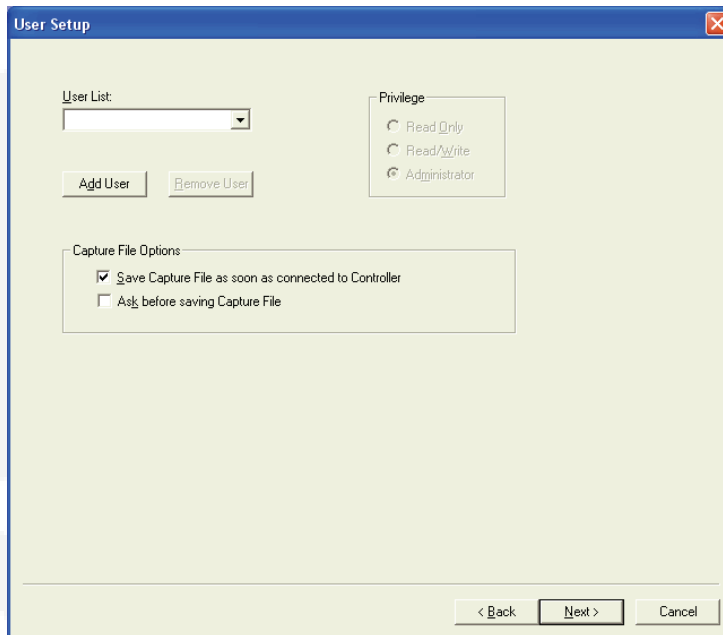 User Setup
User List:
Privilege
Read Only
Read/Write
Administrator
Add User
Remove User
Capture File Options
Save Capture File as soon as connected to Controller
Ask before saving Capture File
< Back
Next >
Cancel